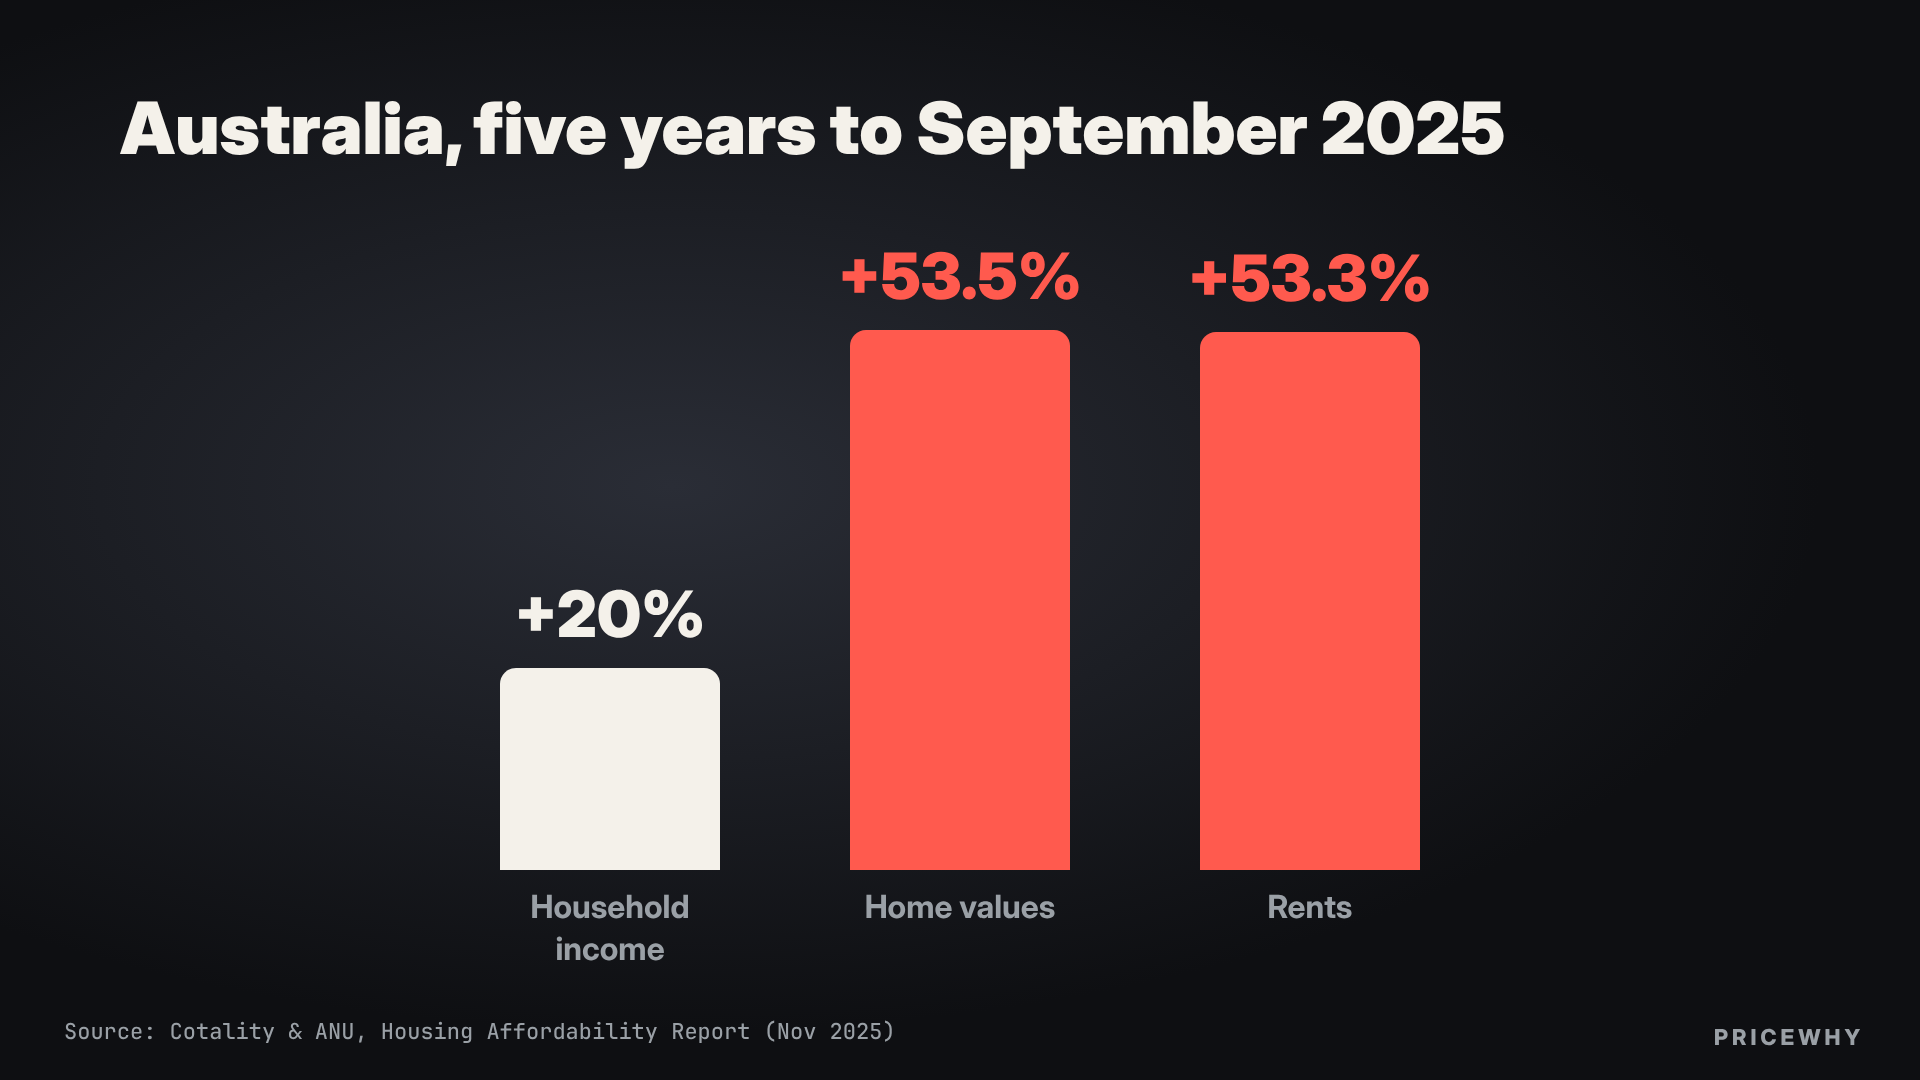 Australia, five years to September 2025
+53.5%
+53.3%
+20%
Household
income
Home values
Rents
Source: Cotality & ANU, Housing Affordability Report (Nov 2025)
PRICEWHY